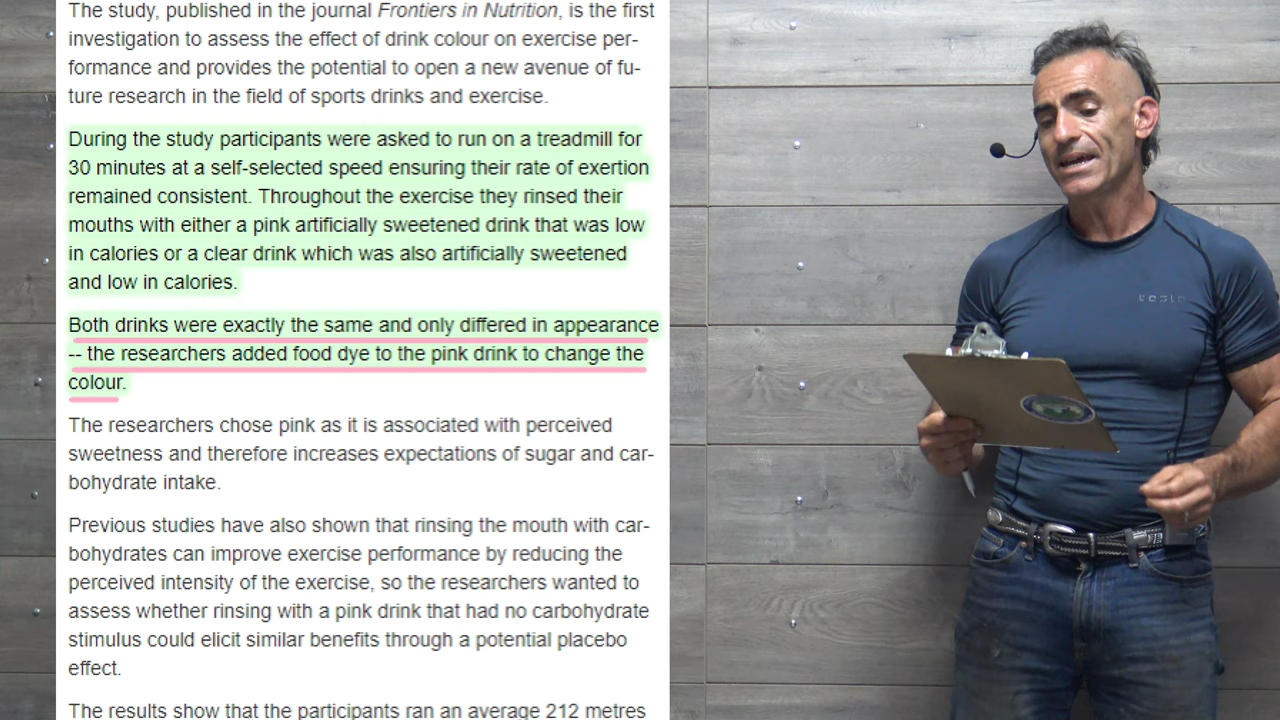 The study, published in the journal Frontiers in Nutrition, is the first
investigation to assess the effect of drink colour on exercise per-
formance and provides the potential to open a new avenue of fu-
ture research in the field of sports drinks and exercise.
During the study participants were asked to run on a treadmill for
30 minutes at a self-selected speed ensuring their rate of exertion
remained consistent. Throughout the exercise they rinsed their
mouths with either a pink artificially sweetened drink that was low
in calories or a clear drink which was also artificially sweetened
and low in calories.
Both drinks were exactly the same and only differed in appearance
-- the researchers added food dye to the pink drink to change the
colour.
The researchers chose pink as it is associated with perceived
sweetness and therefore increases expectations of sugar and car-
bohydrate intake.
Previous studies have also shown that rinsing the mouth with car-
bohydrates can improve exercise performance by reducing the
perceived intensity of the exercise, so the researchers wanted to
assess whether rinsing with a pink drink that had no carbohydrate
stimulus could elicit similar benefits through a potential placebo
effect.
The results show that the participants ran an average 212 metres